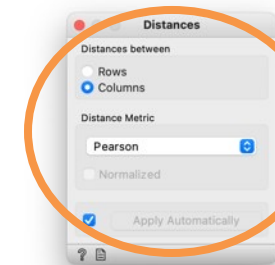 Distances
Distances between
Rows
Columns
Distance Metric
Pearson
Normalized
Apply Automatically
?